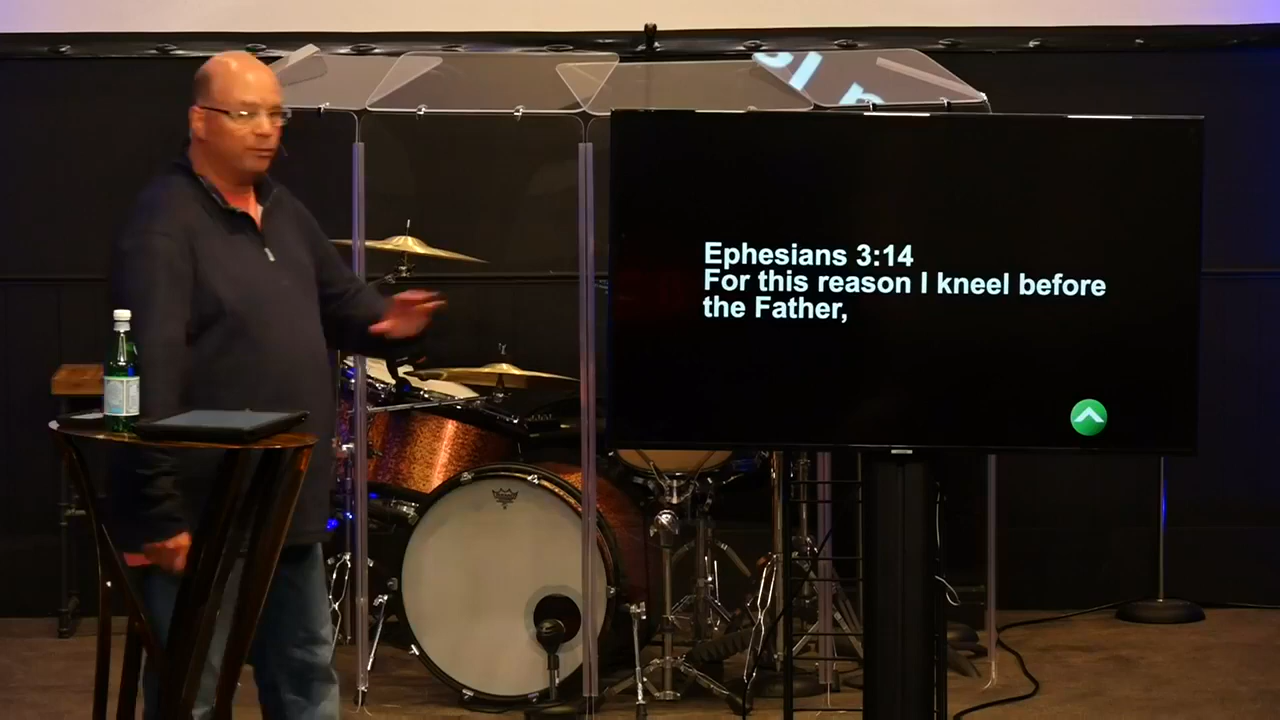 Ephesians 3:14
For this reason I kneel before
the Father,